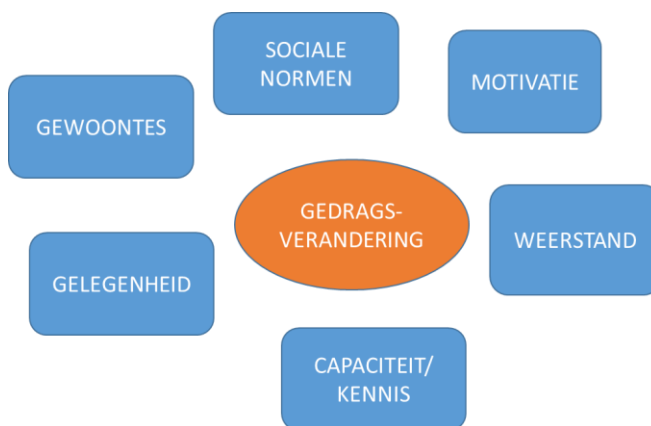 SOCIALE
NORMEN
MOTIVATIE
GEWOONTES
GEDRAGS-
VERANDERING
WEERSTAND
GELEGENHEID
CAPACITEIT/
KENNIS